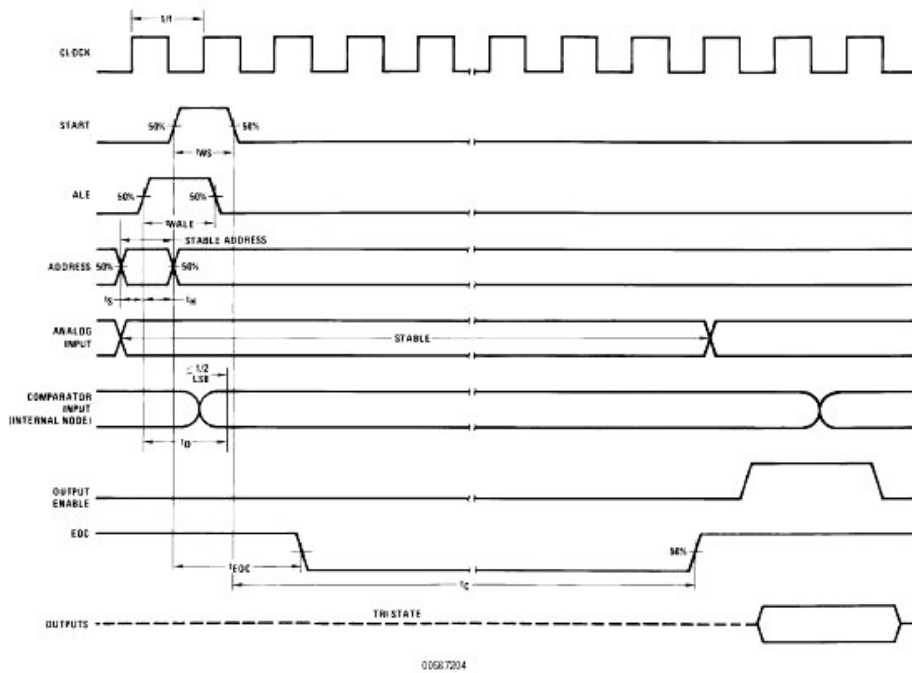 1/f
CLOCK
START
50%
50%
tWS
ALE
50%
50%
tWALE
STABLE ADDRESS
ADDRESS
50%
50%
tS
tH
ANALOG
INPUT
STABLE
≤ 1/2
LSB
COMPARATOR
INPUT
(INTERNAL NODE)
tD
OUTPUT
ENABLE
EOC
50%
tEOC
tC
TRI STATE
OUTPUTS
00567204